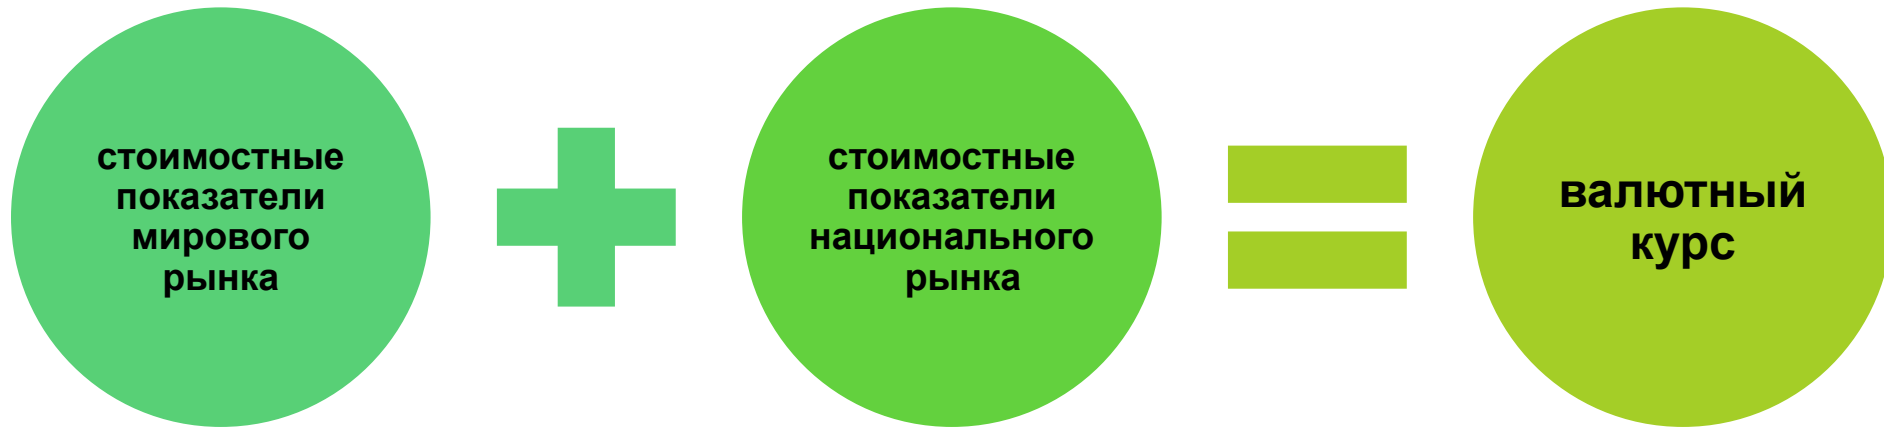 стоимостные
показатели
мирового
рынка
стоимостные
показатели
национального
рынка
валютный
курс